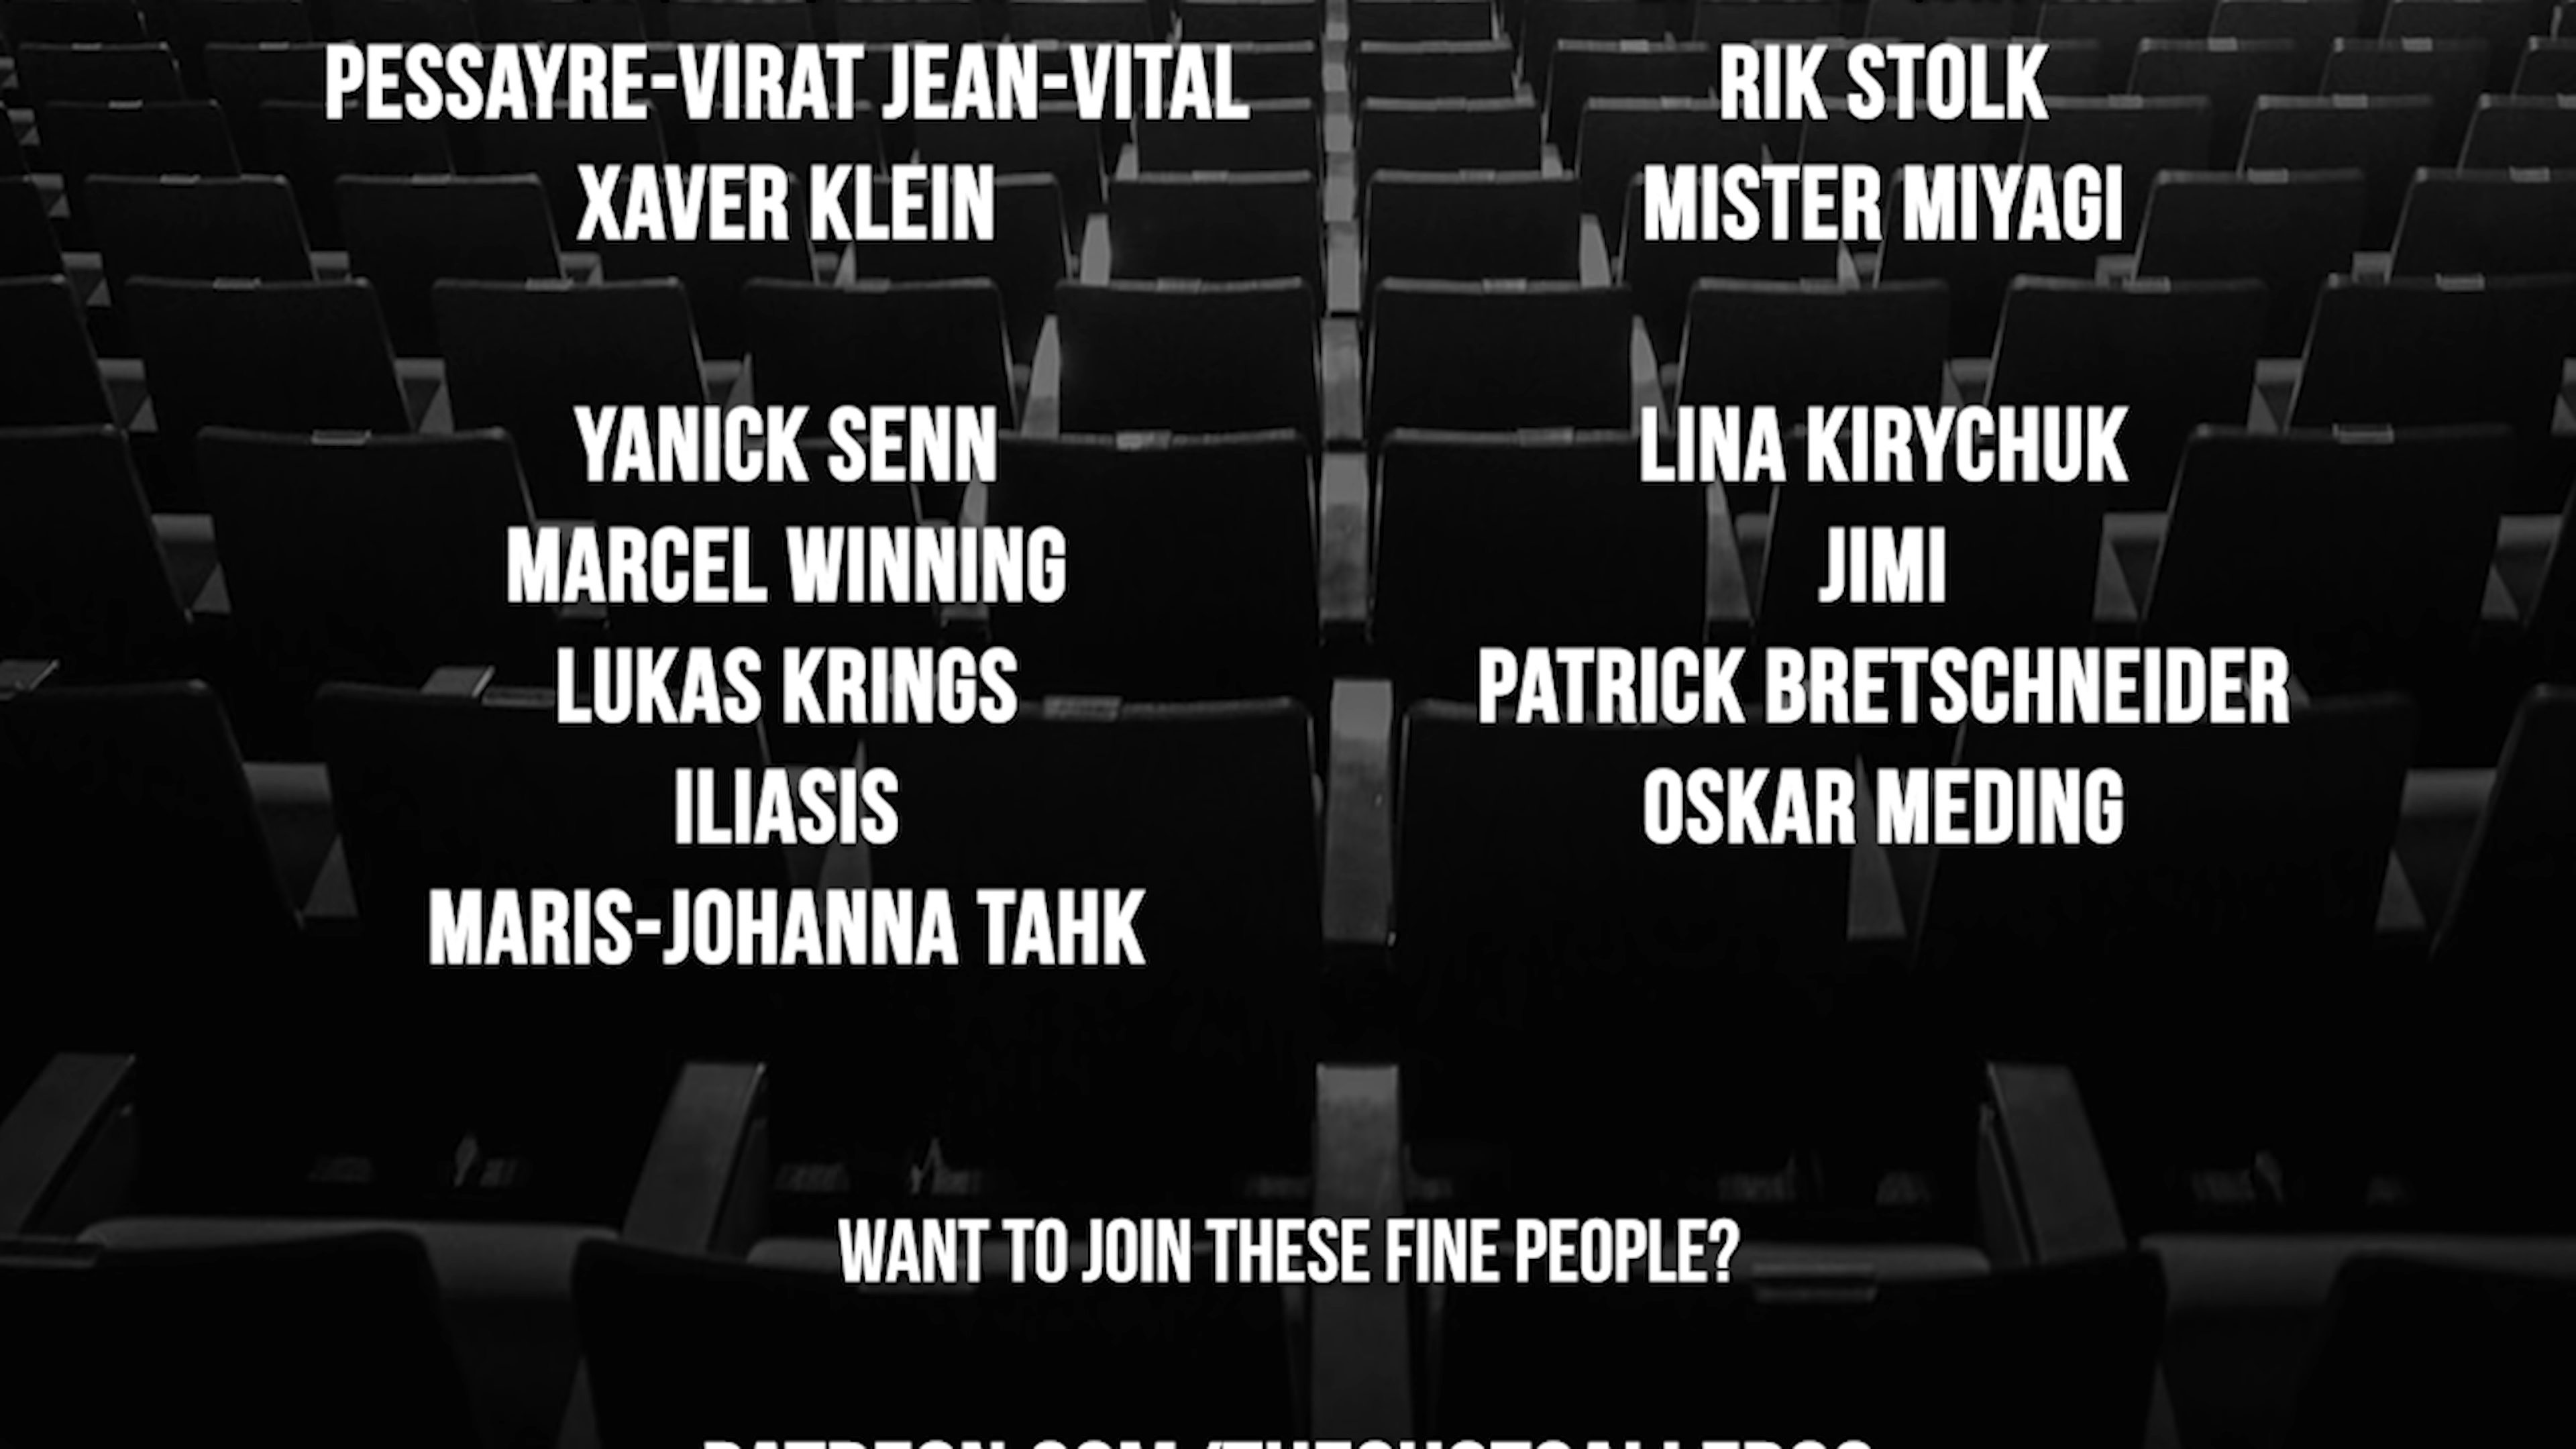 PESSAYRE-VIRAT JEAN-VITAL
XAVER KLEIN
YANICK SENN
MARCEL WINNING
LUKAS KRINGS
ILIASIS
MARIS-JOHANNA TAHK
RIK STOLK
MISTER MIYAGI
LINA KIRYCHUK
JIMI
PATRICK BRETSCHNEIDER
OSKAR MEDING
WANT TO JOIN THESE FINE PEOPLE?